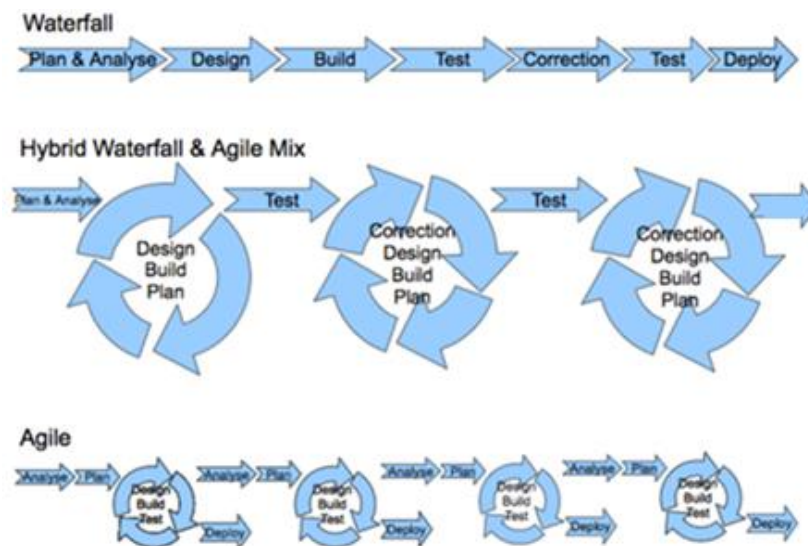 Waterfall
Plan & Analyse Design Build Test Correction Test Deploy
Hybrid Waterfall & Agile Mix
Plan & Analyse
Test
Test
Design
Build
Plan
Correction
Design
Build
Plan
Correction
Design
Build
Plan
Agile
Analyse Plan
Design
Build
Test
Deploy
Analyse Plan
Design
Build
Test
Deploy
Analyse Plan
Design
Build
Test
Deploy
Analyse Plan
Design
Build
Test
Deploy